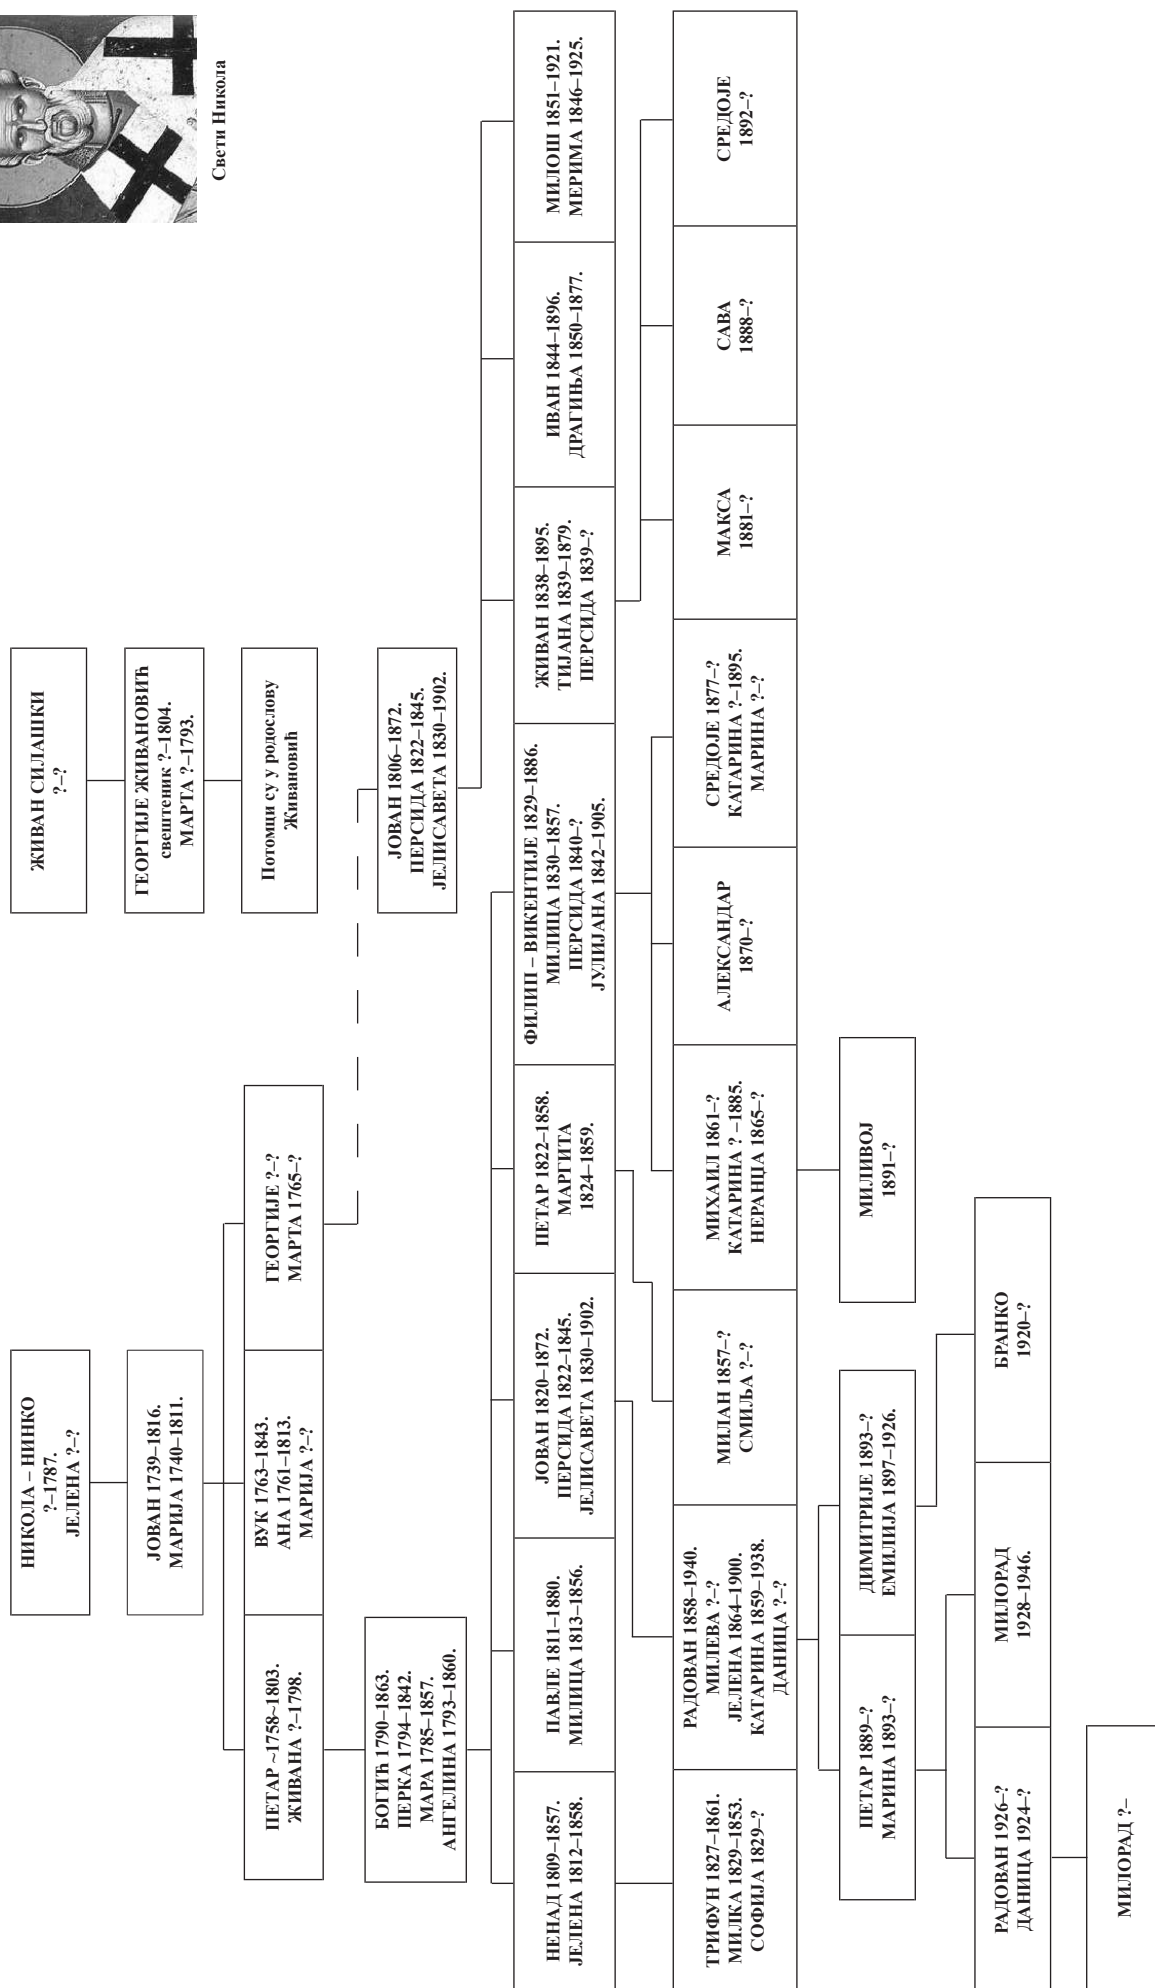 Свети Никола
НИКОЛА – НИНКО
?–1787.
ЈЕЛЕНА ?–?
ЖИВАН СИЛАШКИ
?–?
ЈОВАН 1739–1816.
МАРИЈА 1740–1811.
ГЕОРГИЈЕ ЖИВАНОВИЋ
свештеник ?–1804.
МАРТА ?–1793.
ПЕТАР ~1758~1803.
ЖИВАНА ?–1798.
ВУК 1763–1843.
АНА 1761–1813.
МАРИЈА ?–?
ГЕОРГИЈЕ ?–?
МАРТА 1765–?
Потомци су у родослову
Живановић
БОГИЋ 1790–1863.
ПЕРКА 1794–1842.
МАРА 1785–1857.
АНГЕЛИНА 1793–1860.
ЈОВАН 1806–1872.
ПЕРСИДА 1822–1845.
ЈЕЛИСАВЕТА 1830–1902.
НЕНАД 1809–1857.
ЈЕЛЕНА 1812–1858.
ПАВЛЕ 1811–1880.
МИЛИЦА 1813–1856.
ЈОВАН 1820–1872.
ПЕРСИДА 1822–1845.
ЈЕЛИСАВЕТА 1830–1902.
ПЕТАР 1822–1858.
МАРГИТА
1824–1859.
ФИЛИП – ВИКЕНТИЈЕ 1829–1886.
МИЛИЦА 1830–1857.
ПЕРСИДА 1840–?
ЈУЛИЈАНА 1842–1905.
ЖИВАН 1838–1895.
ТИЈАНА 1839–1879.
ПЕРСИДА 1839–?
ИВАН 1844–1896.
ДРАГИЊА 1850–1877.
МИЛОШ 1851–1921.
МЕРИМА 1846–1925.
ТРИФУН 1827–1861.
МИЛКА 1829–1853.
СОФИЈА 1829–?
РАДОВАН 1858–1940.
МИЛЕВА ?–?
ЈЕЛЕНА 1864–1900.
КАТАРИНА 1859–1938.
ДАНИЦА ?–?
МИЛАН 1857–?
СМИЉА ?–?
МИХАИЛ 1861–?
КАТАРИНА ? –1885.
НЕРАНЏА 1865–?
АЛЕКСАНДАР
1870–?
СРЕДОЈЕ 1877–?
КАТАРИНА ?–1895.
МАРИНА ?–?
МАКСА
1881–?
САВА
1888–?
СРЕДОЈЕ
1892–?
ПЕТАР 1889–?
МАРИНА 1893–?
ДИМИТРИЈЕ 1893–?
ЕМИЛИЈА 1897–1926.
МИЛИВОЈ
1891–?
РАДОВАН 1926–?
ДАНИЦА 1924–?
МИЛОРАД
1928–1946.
БРАНКО
1920–?
МИЛОРАД ?–